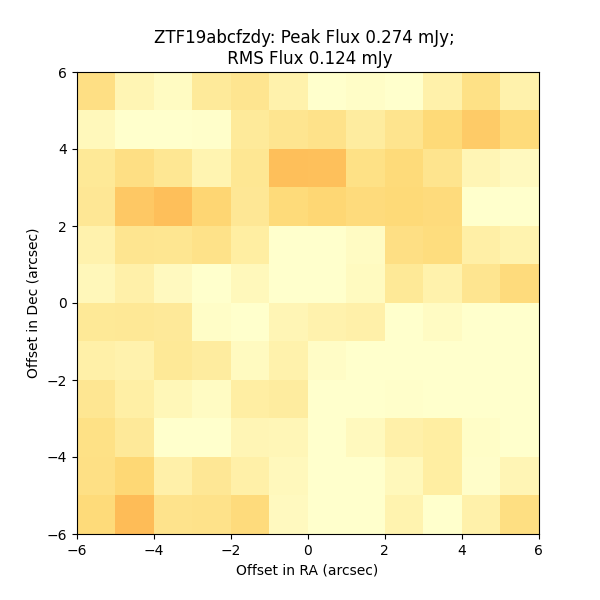 ZTF19abcfzdy: Peak Flux 0.274 mJy;
RMS Flux 0.124 mJy
6
4
2
0
−2
−4
−6
Offset in Dec (arcsec)
−6 −4 −2 0 2 4 6
Offset in RA (arcsec)